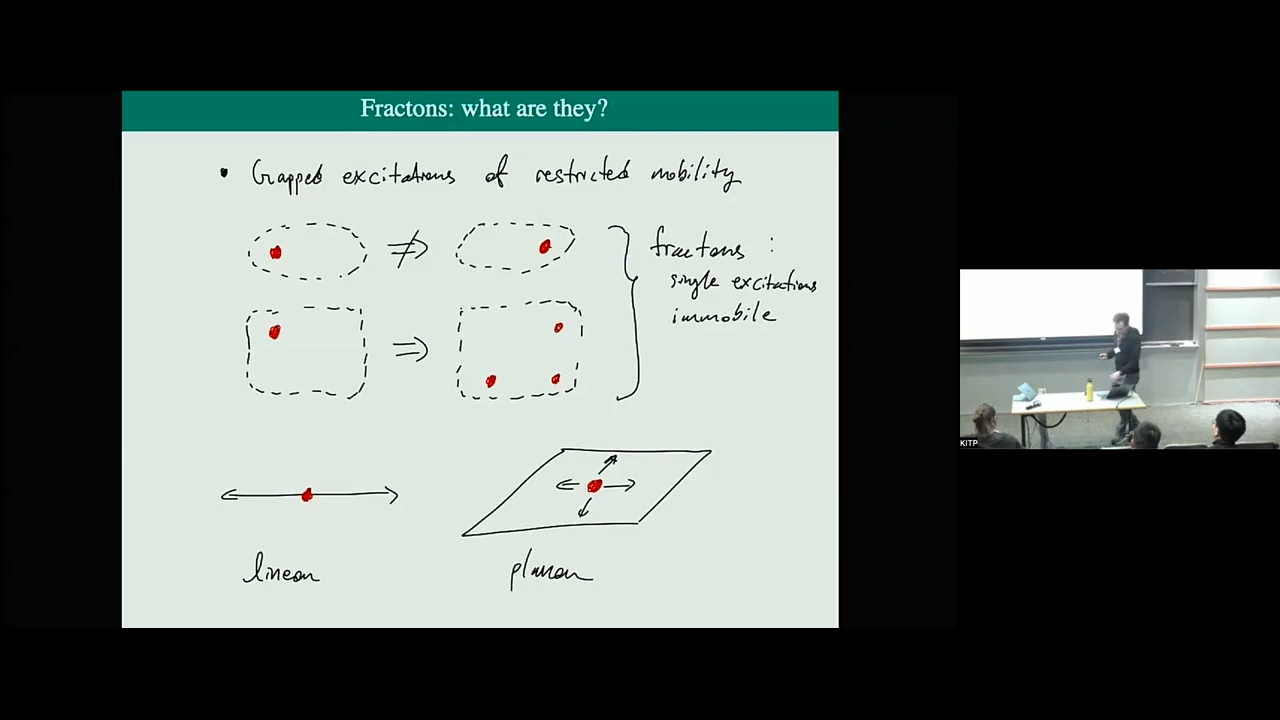 Fractons: what are they?
• Gapped excitations of restricted mobility
fractons :
single excitations
immobile
lineon
planon
KITP